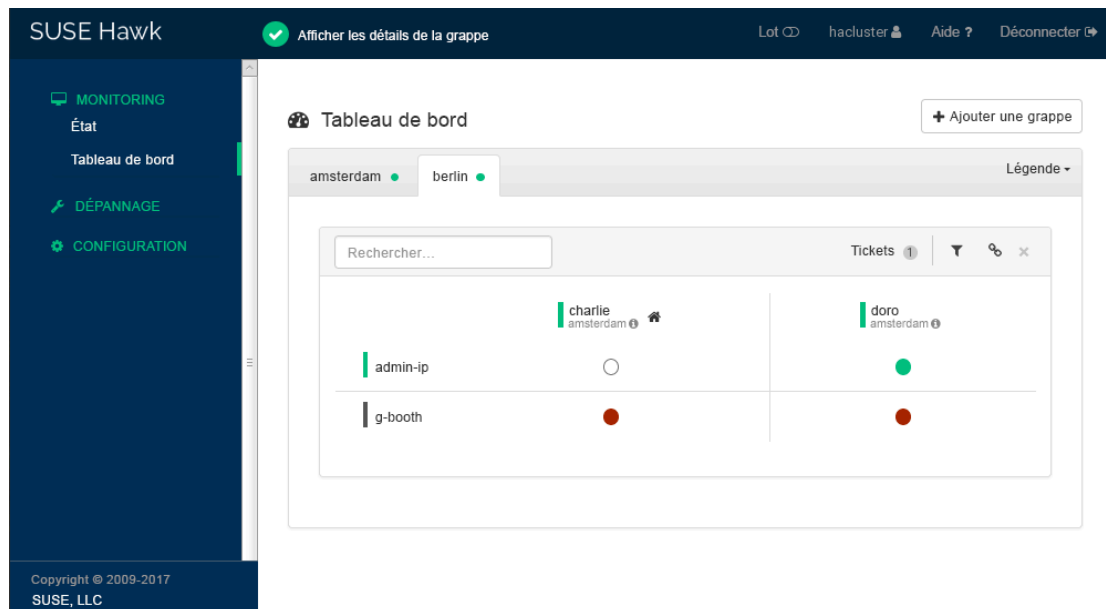 SUSE Hawk
Afficher les détails de la grappe
Lot
hacluster
Aide ?
Déconnecter
MONITORING
État
Tableau de bord
DÉPANNAGE
CONFIGURATION
Tableau de bord
Ajouter une grappe
amsterdam
berlin
Légende
Rechercher...
Tickets 1
charlie
amsterdam
doro
amsterdam
admin-ip
g-booth
Copyright © 2009-2017
SUSE, LLC